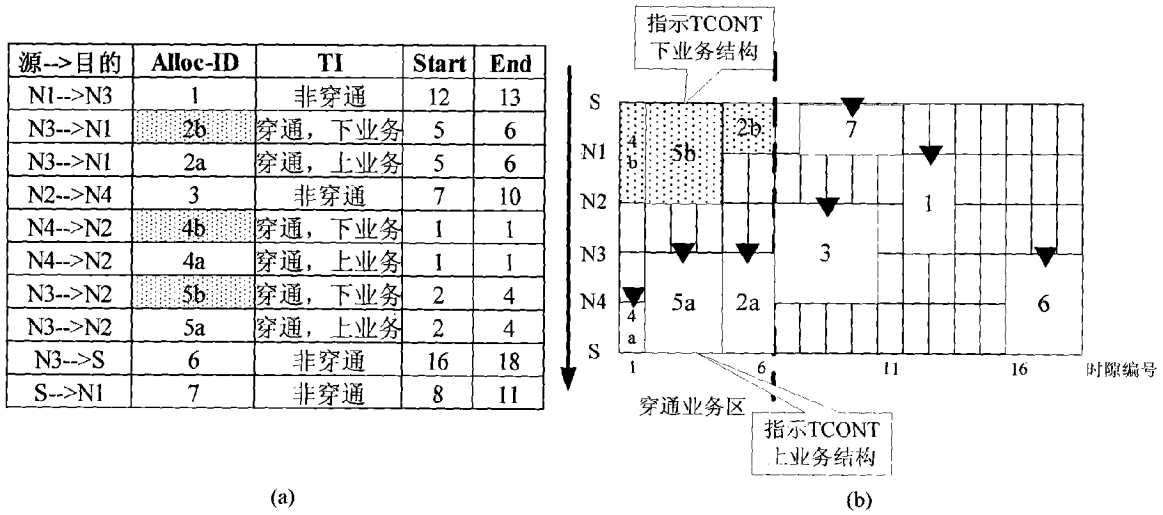 源-->目的 Alloc-ID TI Start End
N1-->N3 1 非穿通 12 13
N3-->N1 2b 穿通，下业务 5 6
N3-->N1 2a 穿通，上业务 5 6
N2-->N4 3 非穿通 7 10
N4-->N2 4b 穿通，下业务 1 1
N4-->N2 4a 穿通，上业务 1 1
N3-->N2 5b 穿通，下业务 2 4
N3-->N2 5a 穿通，上业务 2 4
N3-->S 6 非穿通 16 18
S-->N1 7 非穿通 8 11
(a)
指示TCONT
下业务结构
S
N1
N2
N3
N4
S
4b
5b
2b
7
1
3
4a
5a
2a
6
1 6 11 16 时隙编号
穿通业务区
指示TCONT
上业务结构
(b)